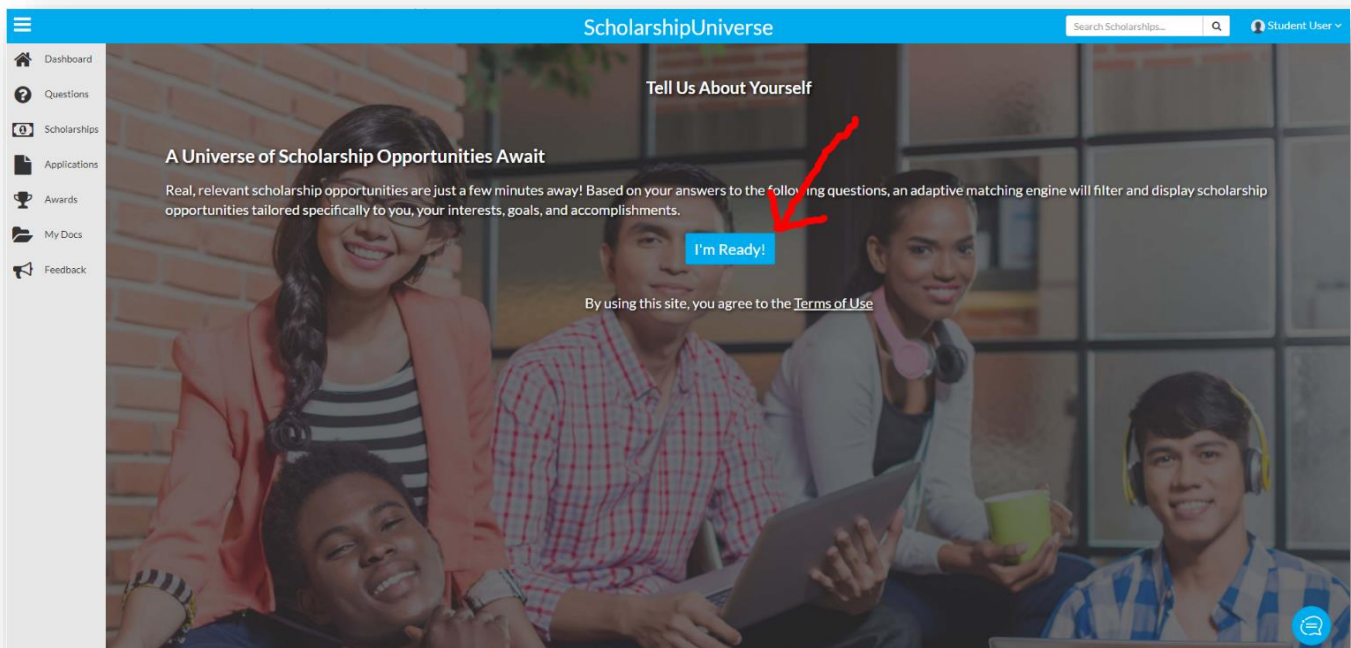 ScholarshipUniverse
Search Scholarships...
Student User
Dashboard
Questions
Scholarships
Applications
Awards
My Docs
Feedback
Tell Us About Yourself
A Universe of Scholarship Opportunities Await
Real, relevant scholarship opportunities are just a few minutes away! Based on your answers to the following questions, an adaptive matching engine will filter and display scholarship
opportunities tailored specifically to you, your interests, goals, and accomplishments.
I'm Ready!
By using this site, you agree to the Terms of Use